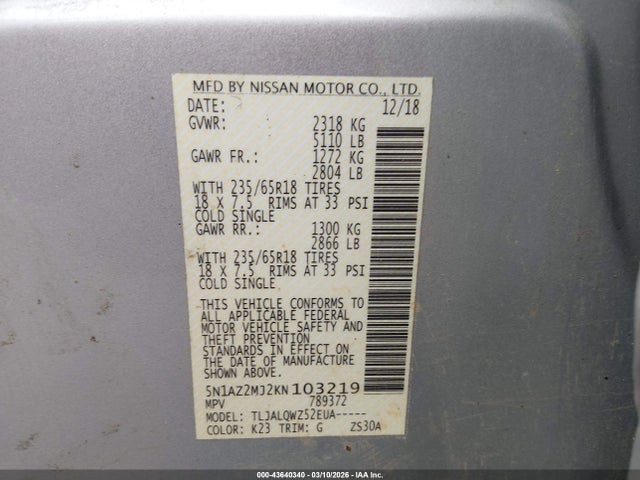 MFD BY NISSAN MOTOR CO., LTD.
DATE: 12/18
GVWR: 2318 KG
5110 LB
GAWR FR.: 1272 KG
2804 LB
WITH 235/65R18 TIRES
18 X 7.5 RIMS AT 33 PSI
COLD SINGLE
GAWR RR.: 1300 KG
2866 LB
WITH 235/65R18 TIRES
18 X 7.5 RIMS AT 33 PSI
COLD SINGLE
THIS VEHICLE CONFORMS TO
ALL APPLICABLE FEDERAL
MOTOR VEHICLE SAFETY AND
THEFT PREVENTION
STANDARDS IN EFFECT ON
THE DATE OF MANUFACTURE
SHOWN ABOVE.
5N1AZ2MJ2KN103219
MPV 789372
MODEL: TLJALQWZ52EUA-----
COLOR: K23 TRIM: G ZS30A
000-43640340 - 03/10/2026 - IAAI.COM